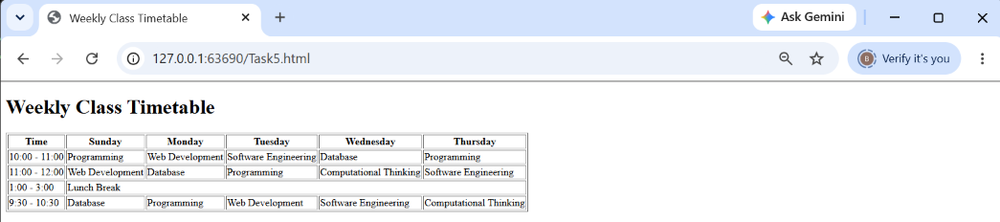 Weekly Class Timetable
Ask Gemini
127.0.0.1:63690/Task5.html
B Verify it's you
Weekly Class Timetable
Time Sunday Monday Tuesday Wednesday Thursday
10:00 - 11:00 Programming Web Development Software Engineering Database Programming
11:00 - 12:00 Web Development Database Programming Computational Thinking Software Engineering
1:00 - 3:00 Lunch Break
9:30 - 10:30 Database Programming Web Development Software Engineering Computational Thinking